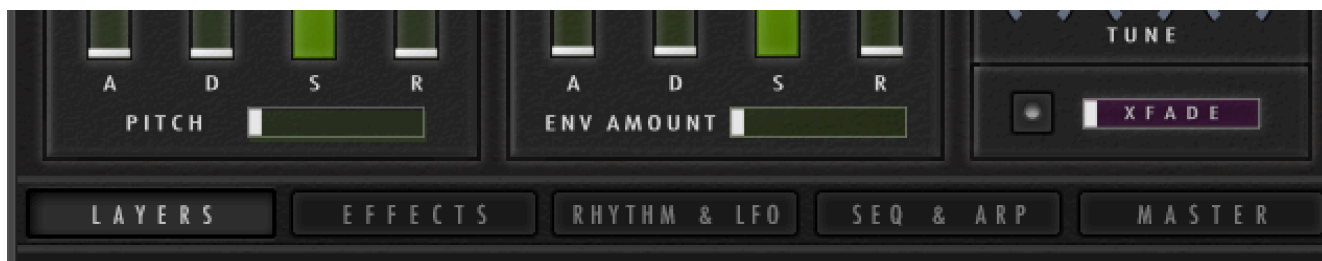 TUNE
A D S R
A D S R
PITCH
ENV AMOUNT
XFADE
LAYERS
EFFECTS
RHYTHM & LFO
SEQ & ARP
MASTER